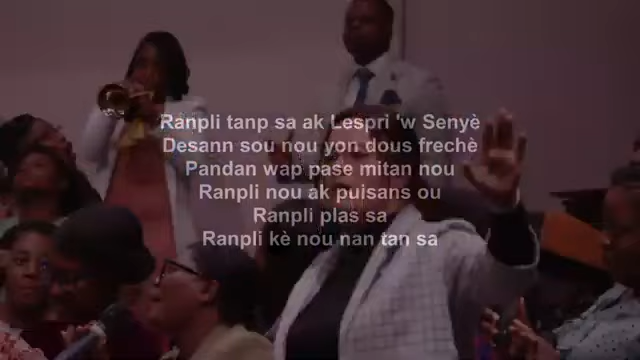 Ranpli tanp sa ak Lespri 'w Senyè
Desann sou nou yon dous frechè
Pandan wap pase mitan nou
Ranpli nou ak puisans ou
Ranpli plas sa
Ranpli kè nou nan tan sa